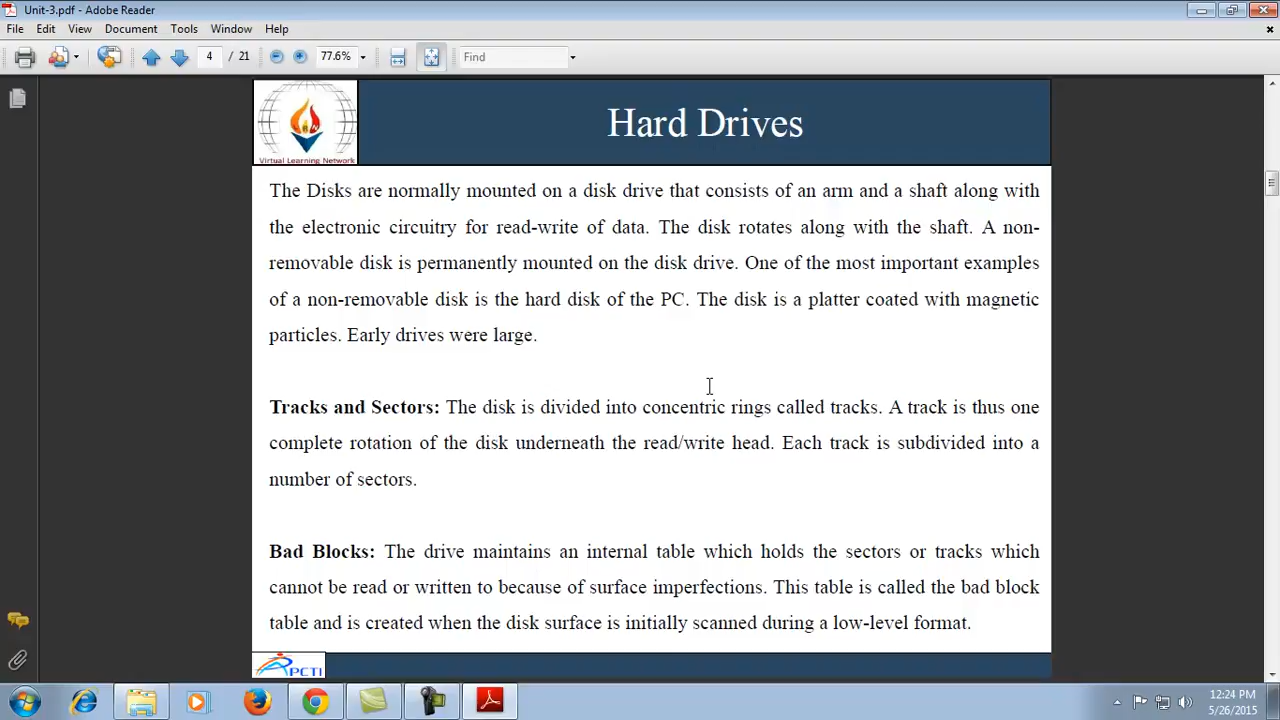 Unit-3.pdf - Adobe Reader
File Edit View Document Tools Window Help
4 / 21 77.6% Find
Virtual Learning Network
Hard Drives
The Disks are normally mounted on a disk drive that consists of an arm and a shaft along with
the electronic circuitry for read-write of data. The disk rotates along with the shaft. A non-
removable disk is permanently mounted on the disk drive. One of the most important examples
of a non-removable disk is the hard disk of the PC. The disk is a platter coated with magnetic
particles. Early drives were large.
Tracks and Sectors: The disk is divided into concentric rings called tracks. A track is thus one
complete rotation of the disk underneath the read/write head. Each track is subdivided into a
number of sectors.
Bad Blocks: The drive maintains an internal table which holds the sectors or tracks which
cannot be read or written to because of surface imperfections. This table is called the bad block
table and is created when the disk surface is initially scanned during a low-level format.
PCTI
12:24 PM
5/26/2015